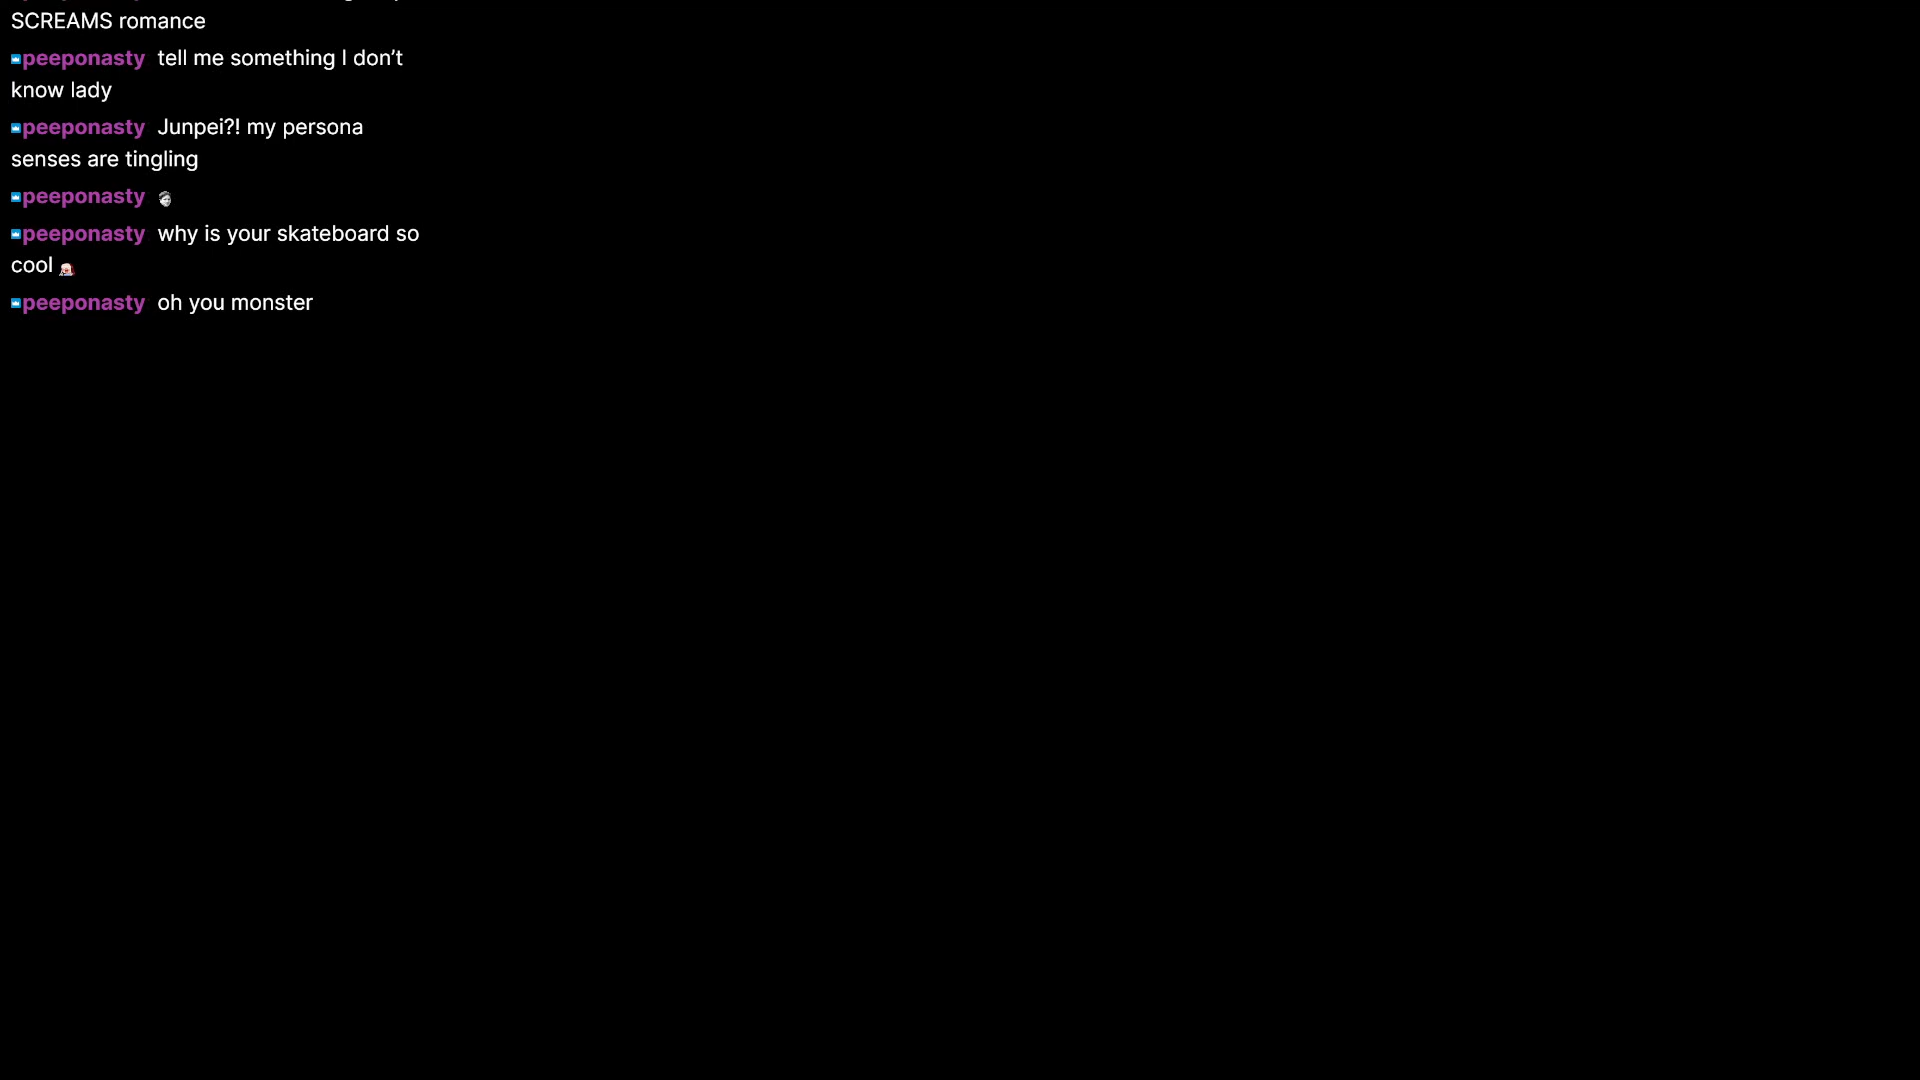 SCREAMS romance
peeponasty tell me something I don’t
know lady
peeponasty Junpei?! my persona
senses are tingling
peeponasty
peeponasty why is your skateboard so
cool
peeponasty oh you monster